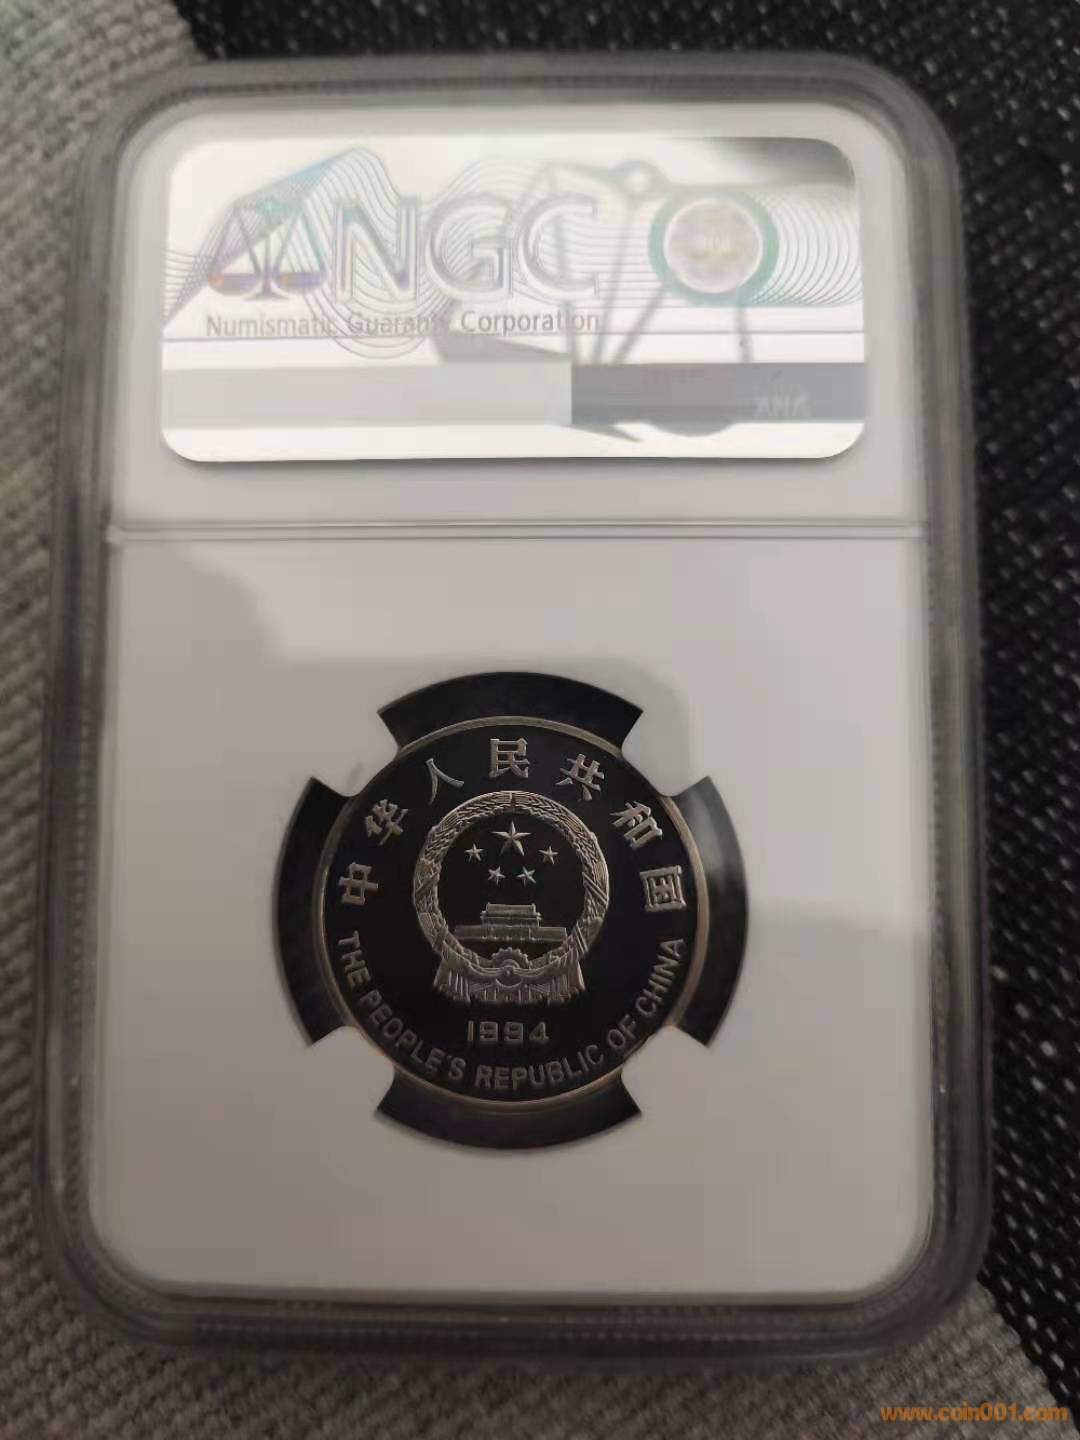 NGC
Numismatic Guaranty Corporation
中华人民共和国
1994
THE PEOPLE'S REPUBLIC OF CHINA
www.coin001.com